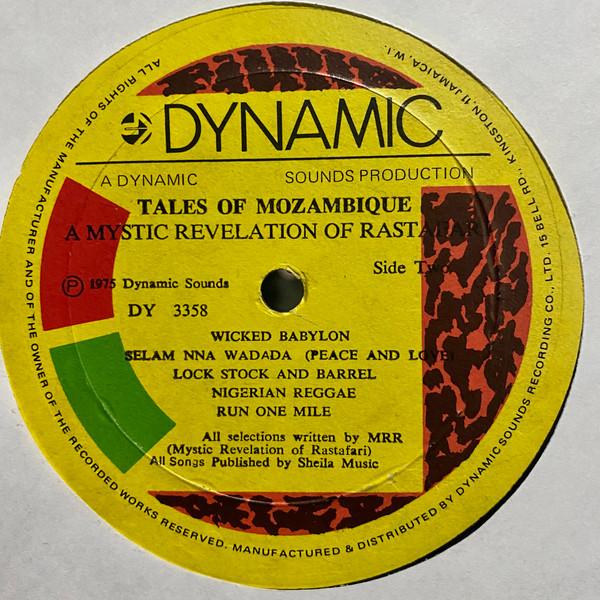 DYNAMIC
A DYNAMIC SOUNDS PRODUCTION
TALES OF MOZAMBIQUE
A MYSTIC REVELATION OF RASTAFARI
Side Two
Ⓟ 1975 Dynamic Sounds
DY 3358
WICKED BABYLON
SELAM NNA WADADA (PEACE AND LOVE)
LOCK STOCK AND BARREL
NIGERIAN REGGAE
RUN ONE MILE
All selections written by MRR
(Mystic Revelation of Rastafari)
All Songs Published by Sheila Music
ALL RIGHTS OF THE MANUFACTURER AND OF THE OWNER OF THE RECORDED WORKS RESERVED. MANUFACTURED & DISTRIBUTED BY DYNAMIC SOUNDS RECORDING CO., LTD. 15 BELL RD., KINGSTON 11 JAMAICA, W.I.